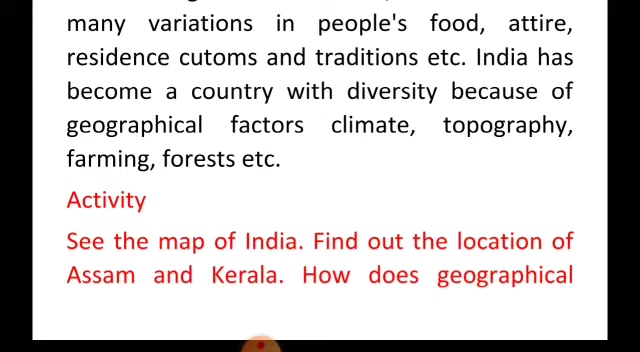 many variations in people's food, attire,
residence cutoms and traditions etc. India has
become a country with diversity because of
geographical factors climate, topography,
farming, forests etc.
Activity
See the map of India. Find out the location of
Assam and Kerala. How does geographical